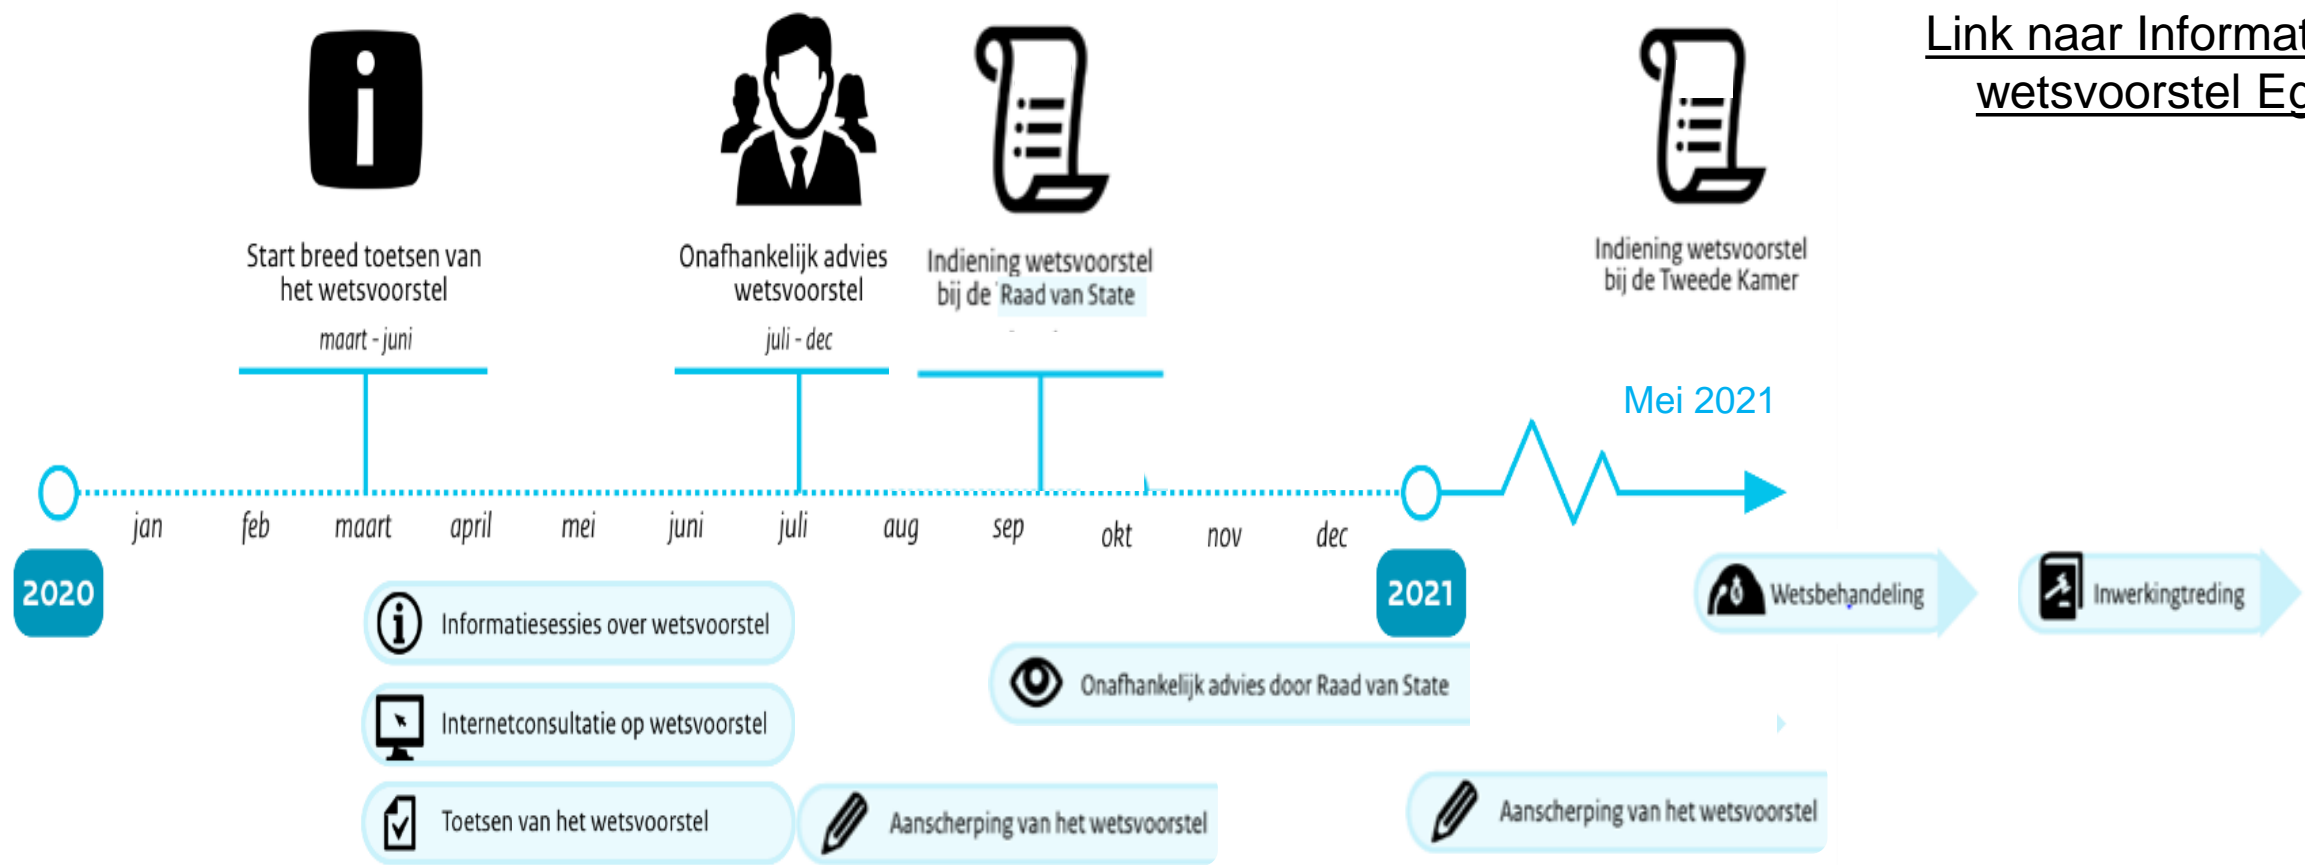 Link naar Informat
wetsvoorstel Eg
Start breed toetsen van
het wetsvoorstel
maart - juni
Onafhankelijk advies
wetsvoorstel
juli - dec
Indiening wetsvoorstel
bij de Raad van State
Indiening wetsvoorstel
bij de Tweede Kamer
Mei 2021
jan feb maart april mei juni juli aug sep okt nov dec
2020
2021
Informatiesessies over wetsvoorstel
Internetconsultatie op wetsvoorstel
Toetsen van het wetsvoorstel
Aanscherping van het wetsvoorstel
Onafhankelijk advies door Raad van State
Aanscherping van het wetsvoorstel
Wetsbehandeling
Inwerkingtreding